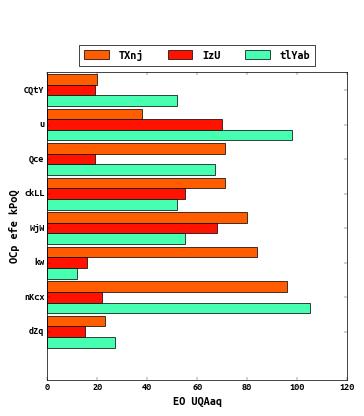 TXnj IzU tlYab
CQtY
u
Qce
ckLL
WjW
kw
nKcx
dZq
OCp efe kPoQ
0 20 40 60 80 100 120
EO UQAaq